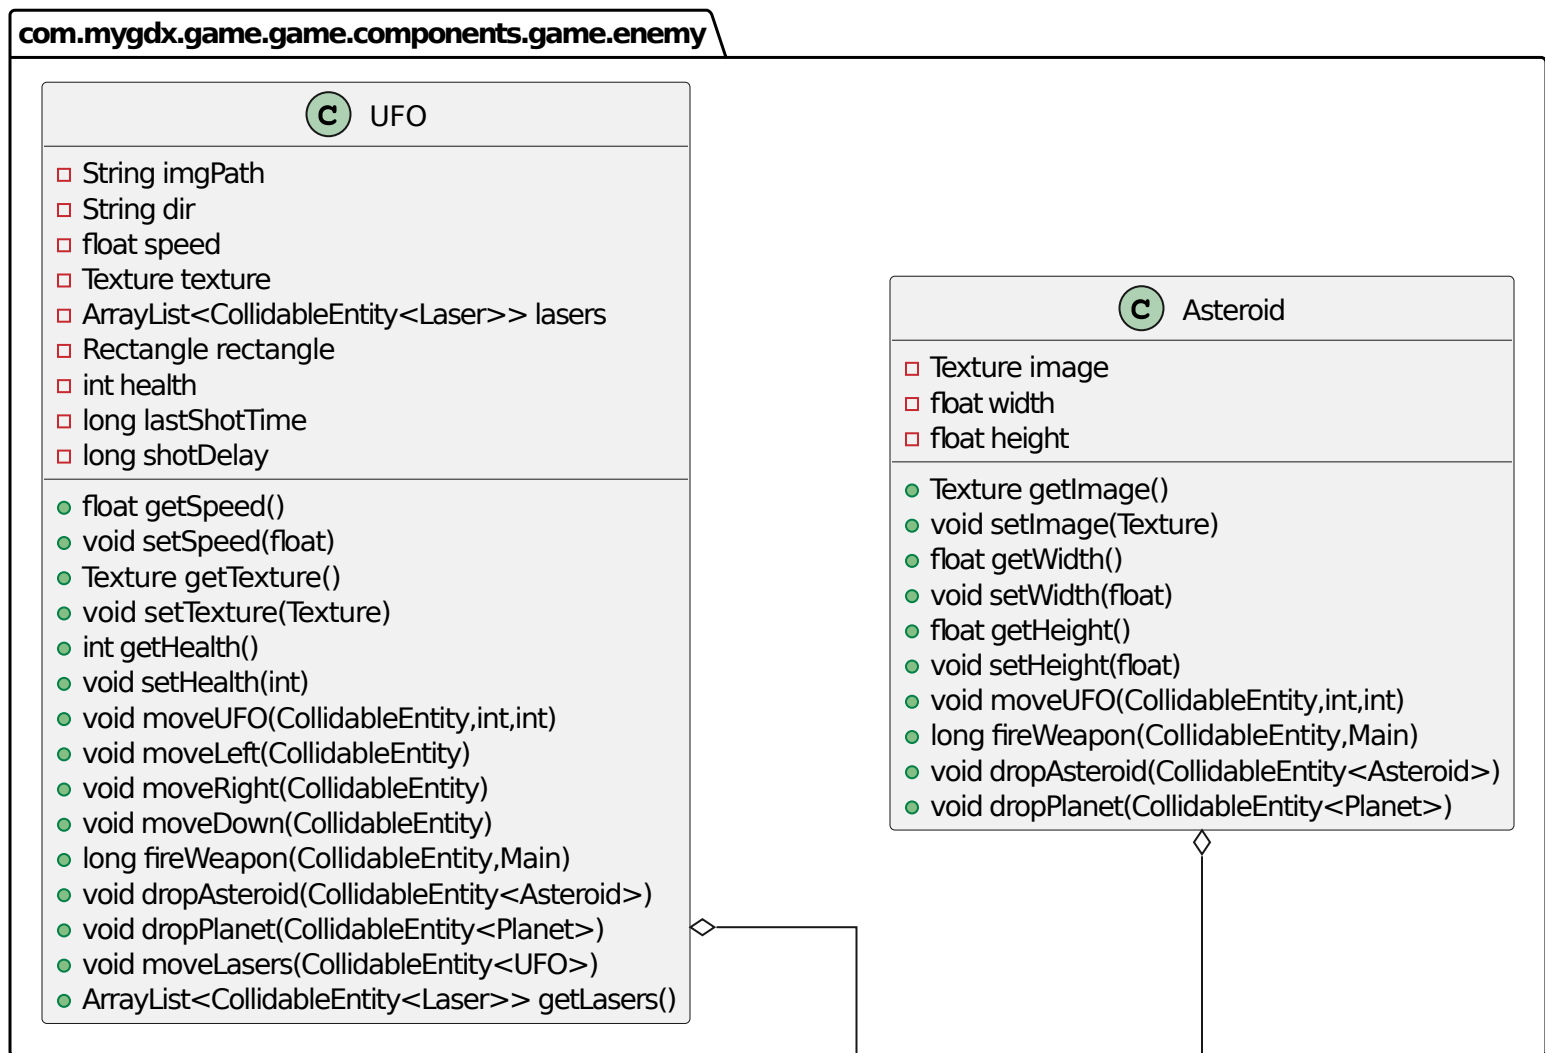 com.mygdx.game.game.components.game.enemy
C UFO
String imgPath
String dir
float speed
Texture texture
ArrayList<CollidableEntity<Laser>> lasers
Rectangle rectangle
int health
long lastShotTime
long shotDelay
float getSpeed()
void setSpeed(float)
Texture getTexture()
void setTexture(Texture)
int getHealth()
void setHealth(int)
void moveUFO(CollidableEntity,int,int)
void moveLeft(CollidableEntity)
void moveRight(CollidableEntity)
void moveDown(CollidableEntity)
long fireWeapon(CollidableEntity,Main)
void dropAsteroid(CollidableEntity<Asteroid>)
void dropPlanet(CollidableEntity<Planet>)
void moveLasers(CollidableEntity<UFO>)
ArrayList<CollidableEntity<Laser>> getLasers()
C Asteroid
Texture image
float width
float height
Texture getImage()
void setImage(Texture)
float getWidth()
void setWidth(float)
float getHeight()
void setHeight(float)
void moveUFO(CollidableEntity,int,int)
long fireWeapon(CollidableEntity,Main)
void dropAsteroid(CollidableEntity<Asteroid>)
void dropPlanet(CollidableEntity<Planet>)